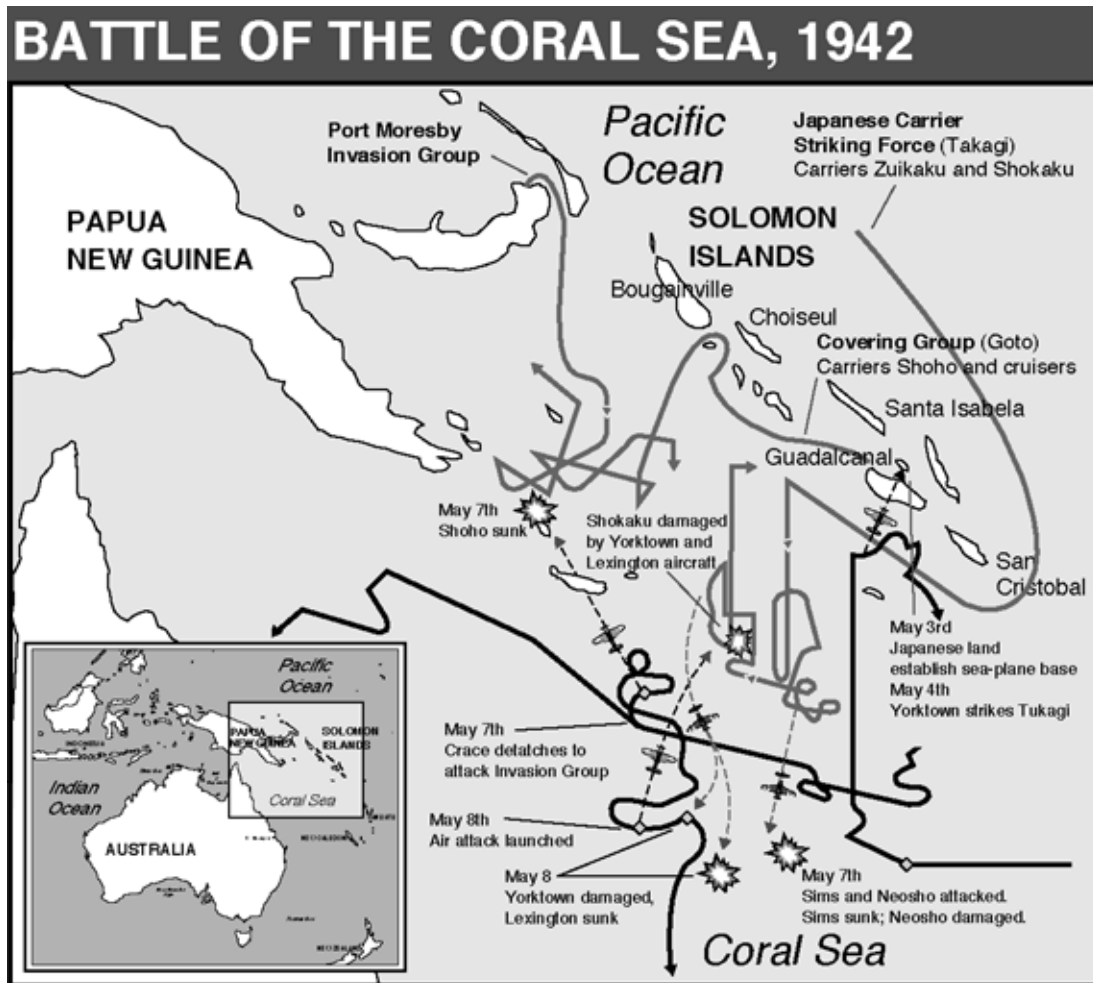 BATTLE OF THE CORAL SEA, 1942
Port Moresby
Invasion Group
Pacific
Ocean
Japanese Carrier
Striking Force (Takagi)
Carriers Zuikaku and Shokaku
PAPUA
NEW GUINEA
SOLOMON
ISLANDS
Bougainville
Choiseul
Covering Group (Goto)
Carriers Shoho and cruisers
Santa Isabela
Guadalcanal
May 7th
Shoho sunk
Shokaku damaged
by Yorktown and
Lexington aircraft
San
Cristobal
May 3rd
Japanese land
establish sea-plane base
May 4th
Yorktown strikes Tukagi
May 7th
Crace detatches to
attack Invasion Group
May 8th
Air attack launched
May 8
Yorktown damaged,
Lexington sunk
May 7th
Sims and Neosho attacked.
Sims sunk; Neosho damaged.
Coral Sea
Pacific
Ocean
PAPUA
NEW GUINEA
SOLOMON
ISLANDS
INDONESIA
Indian
Ocean
Coral Sea
AUSTRALIA